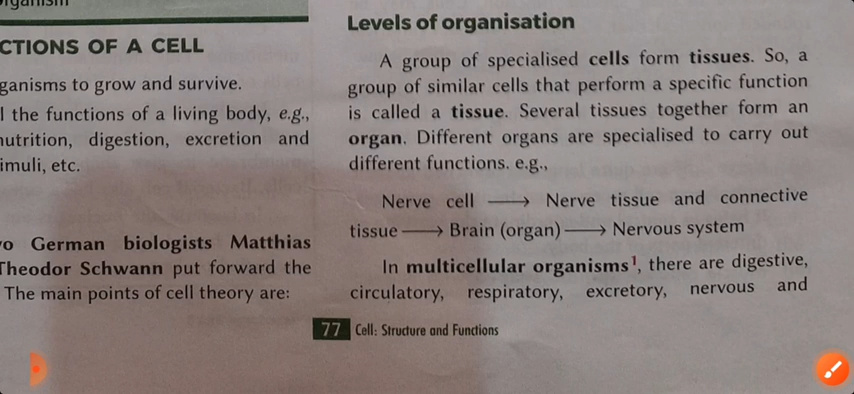 CTIONS OF A CELL
ganisms to grow and survive.
l the functions of a living body, e.g.,
nutrition, digestion, excretion and
imuli, etc.
o German biologists Matthias
Theodor Schwann put forward the
The main points of cell theory are:
Levels of organisation
A group of specialised cells form tissues. So, a
group of similar cells that perform a specific function
is called a tissue. Several tissues together form an
organ. Different organs are specialised to carry out
different functions. e.g.,
Nerve cell ⟶ Nerve tissue and connective
tissue ⟶ Brain (organ) ⟶ Nervous system
In multicellular organisms¹, there are digestive,
circulatory, respiratory, excretory, nervous and
77 Cell: Structure and Functions